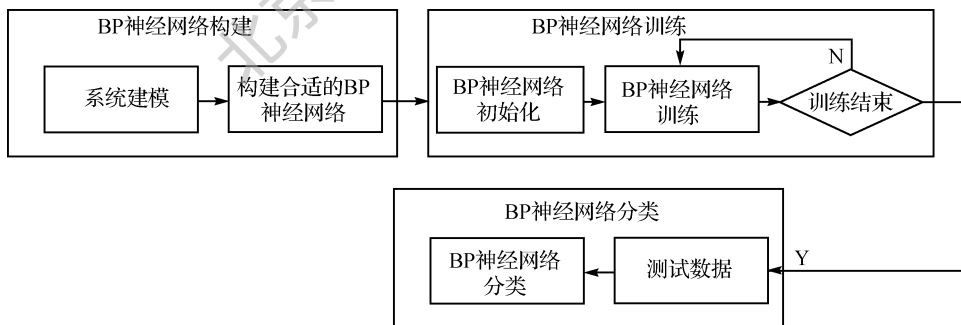 BP神经网络构建
系统建模
构建合适的BP
神经网络
BP神经网络训练
BP神经网络
初始化
BP神经网络
训练
训练结束
N
Y
BP神经网络分类
测试数据
BP神经网络
分类
北京